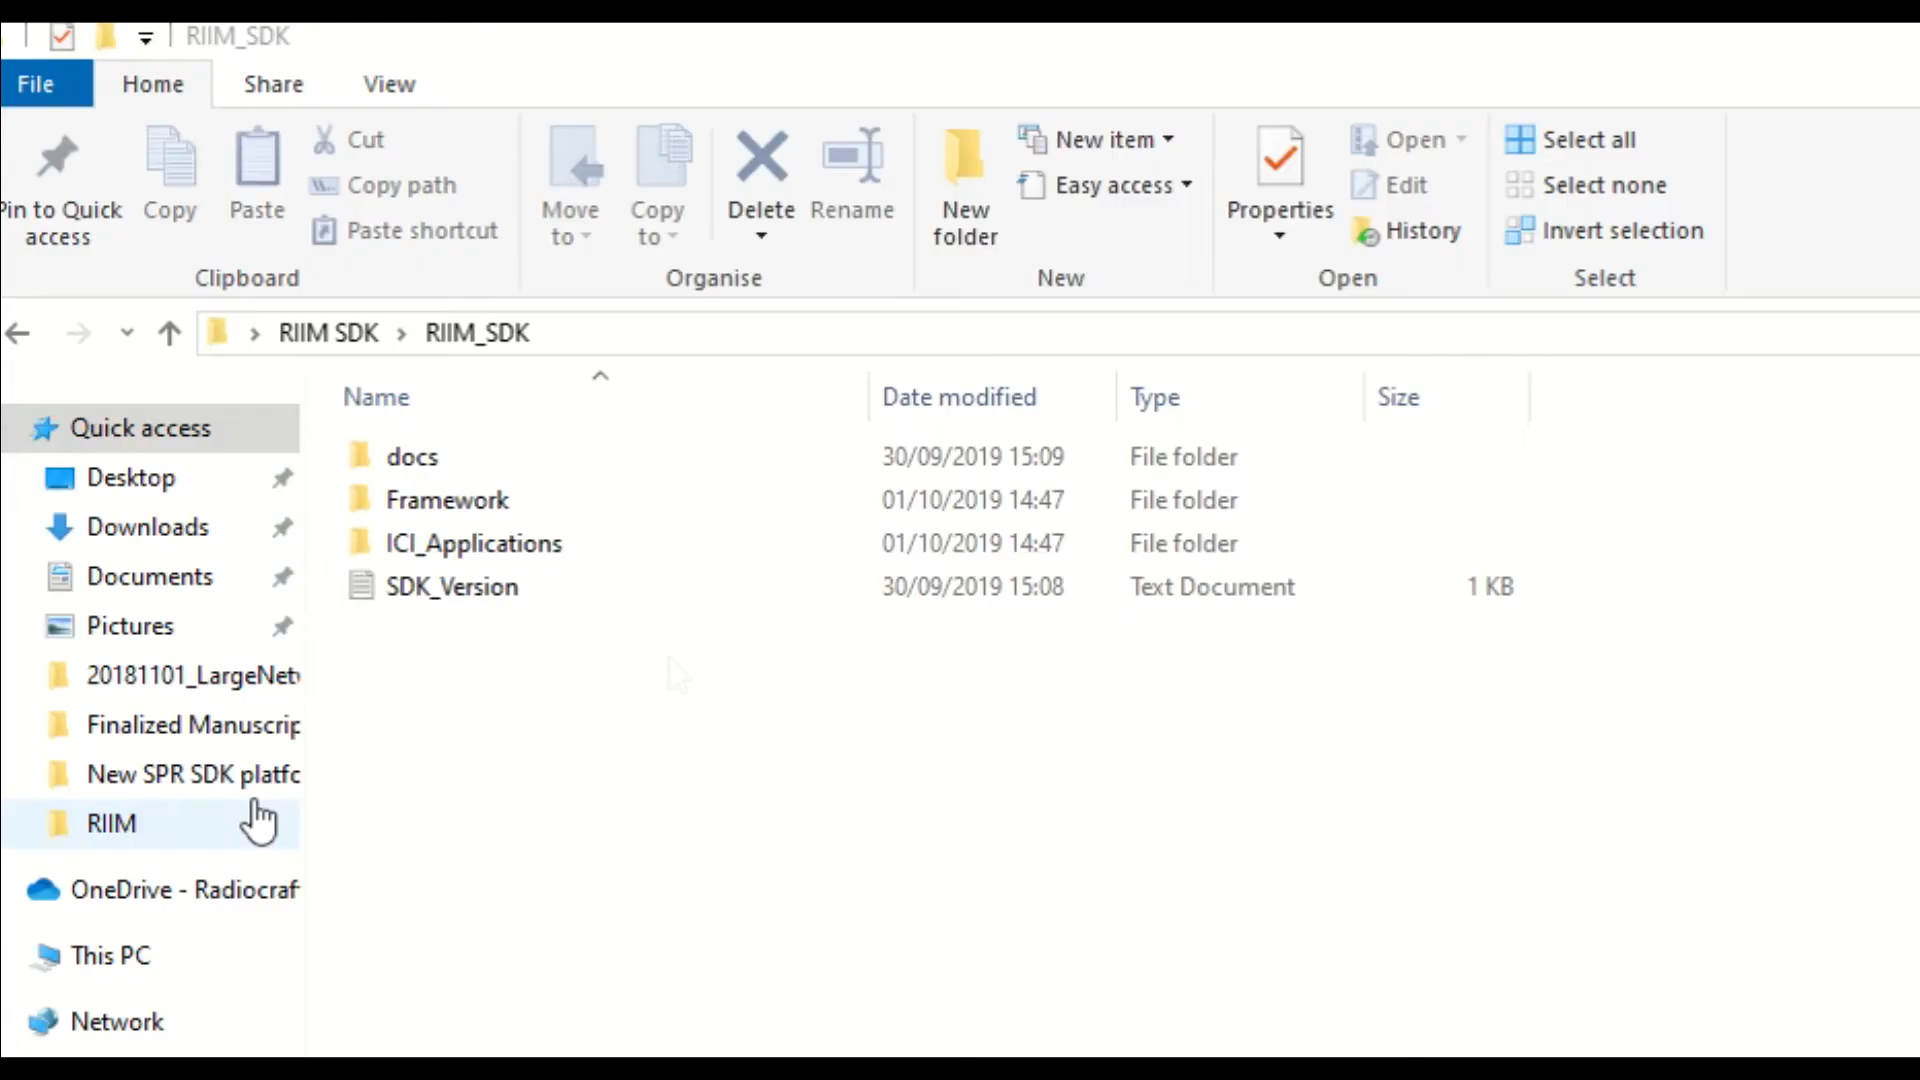 RIIM_SDK
File Home Share View
Pin to Quick access
Copy
Paste
Cut
Copy path
Paste shortcut
Clipboard
Move to
Copy to
Delete
Rename
Organise
New folder
New item
Easy access
New
Properties
Open
Edit
History
Open
Select all
Select none
Invert selection
Select
RIIM SDK > RIIM_SDK
Name Date modified Type Size
docs 30/09/2019 15:09 File folder
Framework 01/10/2019 14:47 File folder
ICI_Applications 01/10/2019 14:47 File folder
SDK_Version 30/09/2019 15:08 Text Document 1 KB
Quick access
Desktop
Downloads
Documents
Pictures
20181101_LargeNetw
Finalized Manuscrip
New SPR SDK platfo
RIIM
OneDrive - Radiocraf
This PC
Network